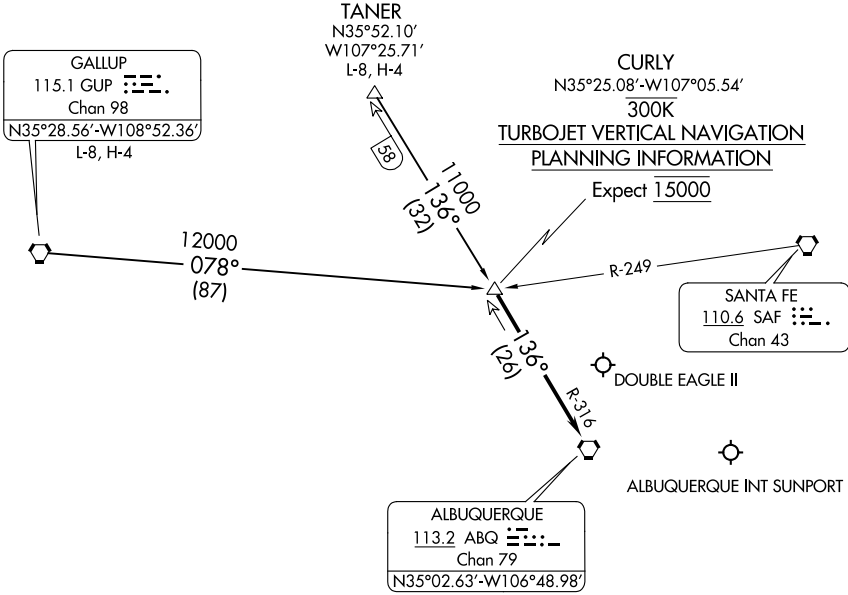 TANER
N35°52.10'
W107°25.71'
L-8, H-4
GALLUP
115.1 GUP
Chan 98
N35°28.56'-W108°52.36'
L-8, H-4
CURLY
N35°25.08'-W107°05.54'
300K
TURBOJET VERTICAL NAVIGATION
PLANNING INFORMATION
Expect 15000
58
11000
136°
(32)
12000
078°
(87)
R-249
SANTA FE
110.6 SAF
Chan 43
136°
(26)
R-316
DOUBLE EAGLE II
ALBUQUERQUE INT SUNPORT
ALBUQUERQUE
113.2 ABQ
Chan 79
N35°02.63'-W106°48.98'